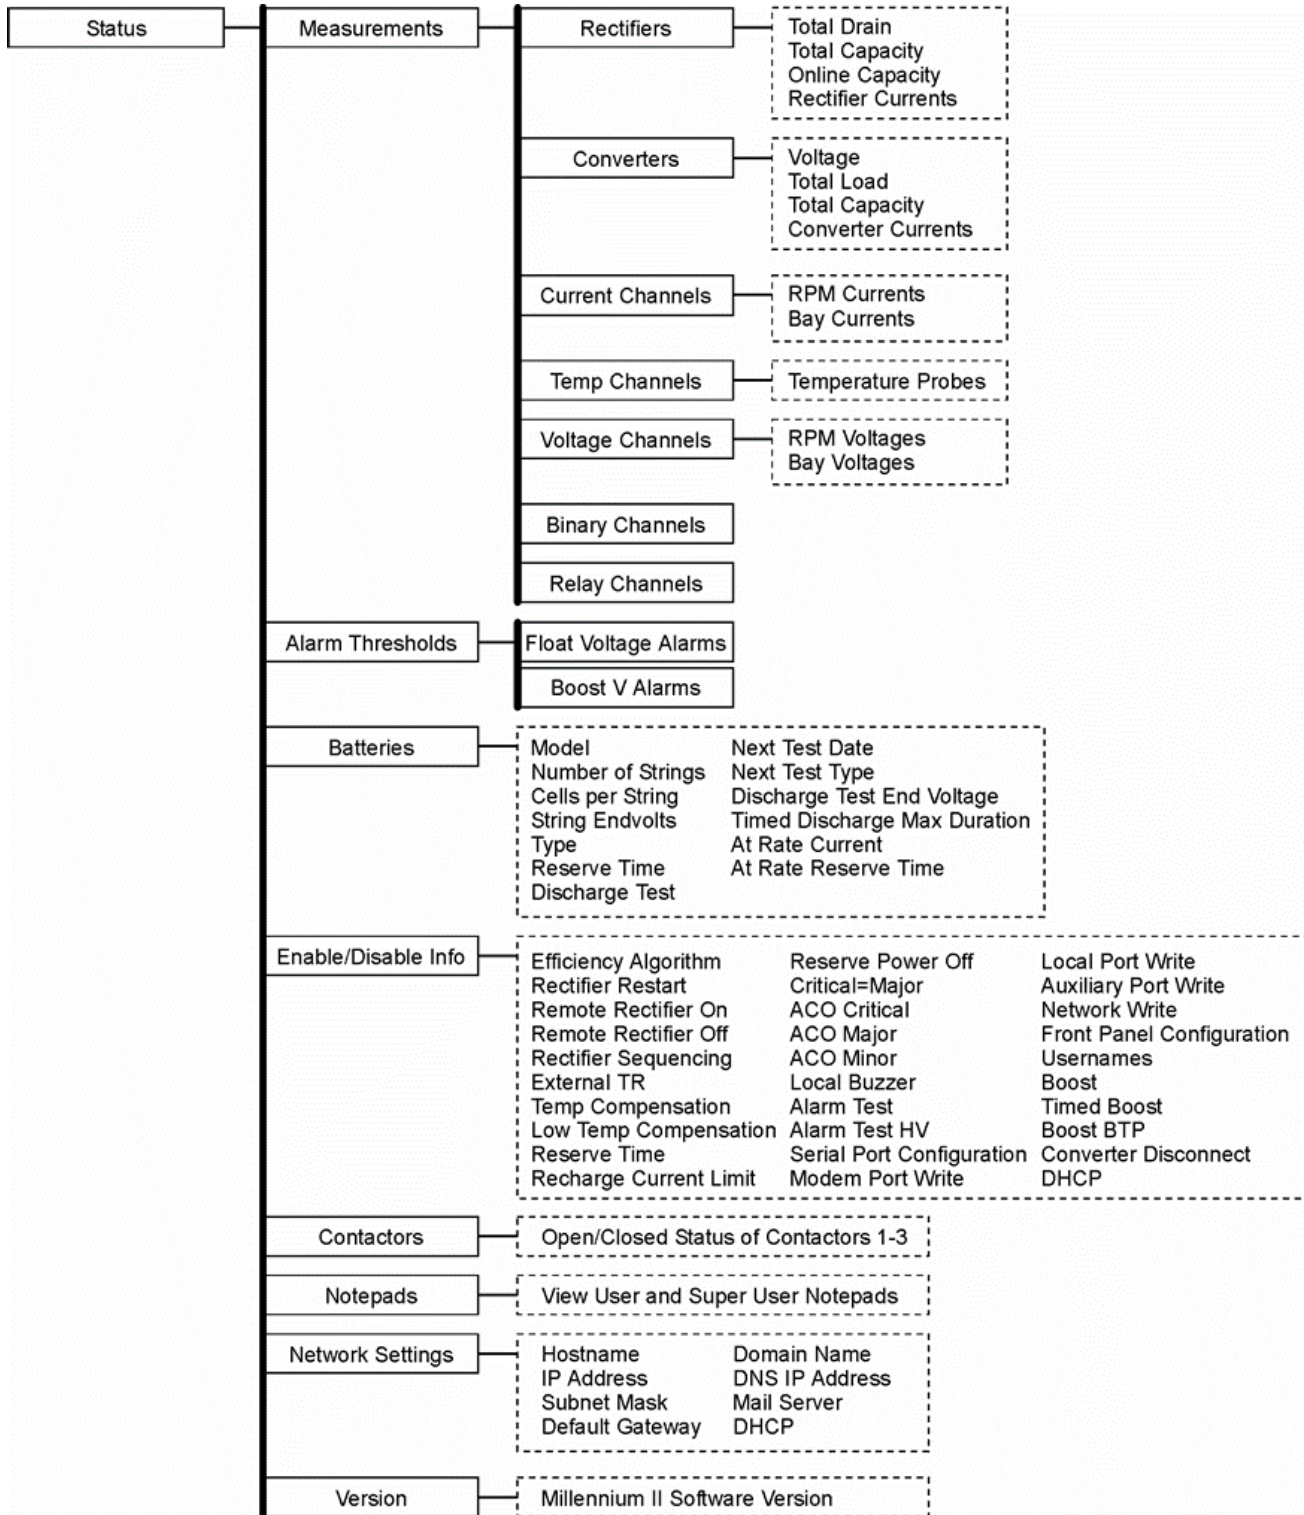 Status
Measurements
Rectifiers
Total Drain
Total Capacity
Online Capacity
Rectifier Currents
Converters
Voltage
Total Load
Total Capacity
Converter Currents
Current Channels
RPM Currents
Bay Currents
Temp Channels
Temperature Probes
Voltage Channels
RPM Voltages
Bay Voltages
Binary Channels
Relay Channels
Alarm Thresholds
Float Voltage Alarms
Boost V Alarms
Batteries
Model
Number of Strings
Cells per String
String Endvolts
Type
Reserve Time
Discharge Test
Next Test Date
Next Test Type
Discharge Test End Voltage
Timed Discharge Max Duration
At Rate Current
At Rate Reserve Time
Enable/Disable Info
Efficiency Algorithm
Rectifier Restart
Remote Rectifier On
Remote Rectifier Off
Rectifier Sequencing
External TR
Temp Compensation
Low Temp Compensation
Reserve Time
Recharge Current Limit
Reserve Power Off
Critical=Major
ACO Critical
ACO Major
ACO Minor
Local Buzzer
Alarm Test
Alarm Test HV
Serial Port Configuration
Modem Port Write
Local Port Write
Auxiliary Port Write
Network Write
Front Panel Configuration
Usernames
Boost
Timed Boost
Boost BTP
Converter Disconnect
DHCP
Contactors
Open/Closed Status of Contactors 1-3
Notepads
View User and Super User Notepads
Network Settings
Hostname
IP Address
Subnet Mask
Default Gateway
Domain Name
DNS IP Address
Mail Server
DHCP
Version
Millennium II Software Version